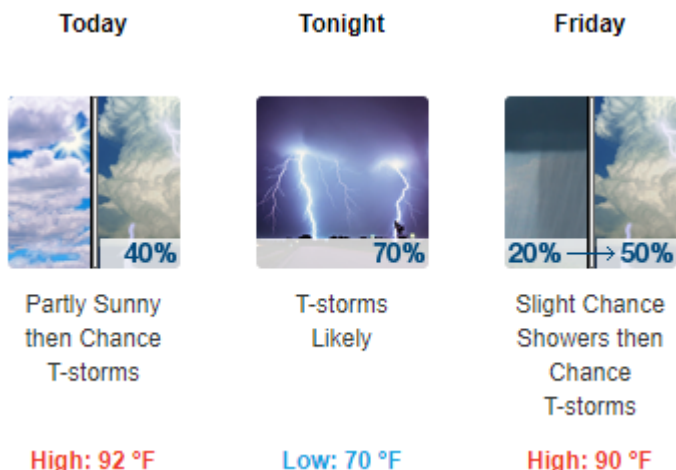 Today
40%
Partly Sunny
then Chance
T-storms
High: 92 °F
Tonight
70%
T-storms
Likely
Low: 70 °F
Friday
20% → 50%
Slight Chance
Showers then
Chance
T-storms
High: 90 °F